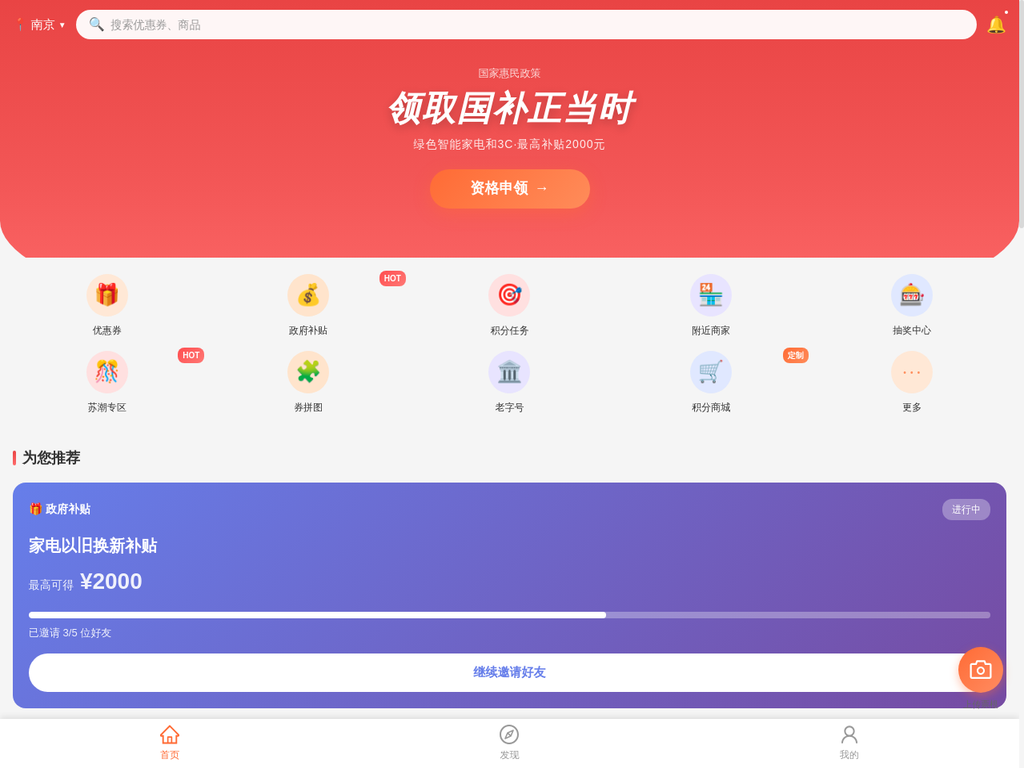 南京 ▼
搜索优惠券、商品
国家惠民政策
领取国补正当时
绿色智能家电和3C·最高补贴2000元
资格申领 →
HOT
24
优惠券
政府补贴
积分任务
附近商家
抽奖中心
HOT
定制
苏潮专区
券拼图
老字号
积分商城
更多
为您推荐
政府补贴
进行中
家电以旧换新补贴
最高可得 ¥2000
已邀请 3/5 位好友
继续邀请好友
首页
发现
我的